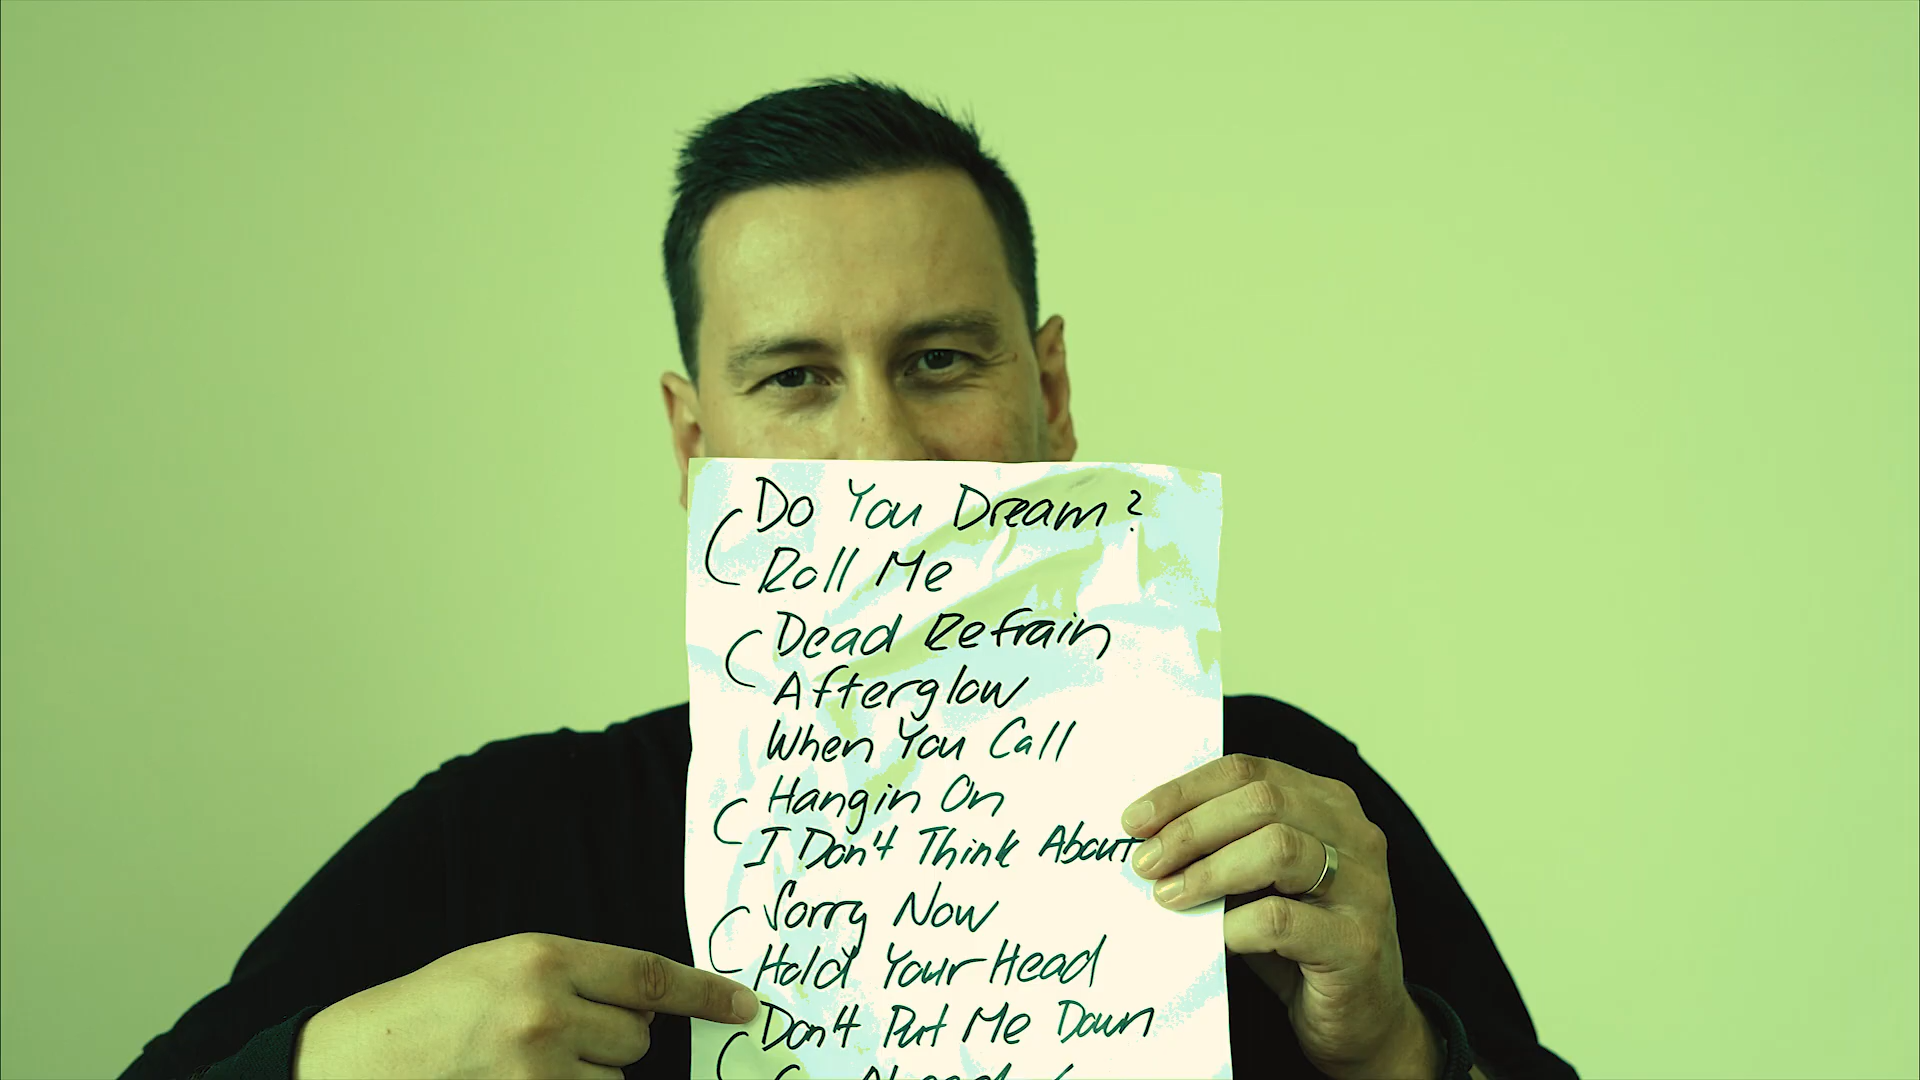 Do You Dream?
Roll Me
Dead Refrain
Afterglow
When You Call
Hangin On
I Don't Think About
Sorry Now
Hold Your Head
Don't Put Me Down